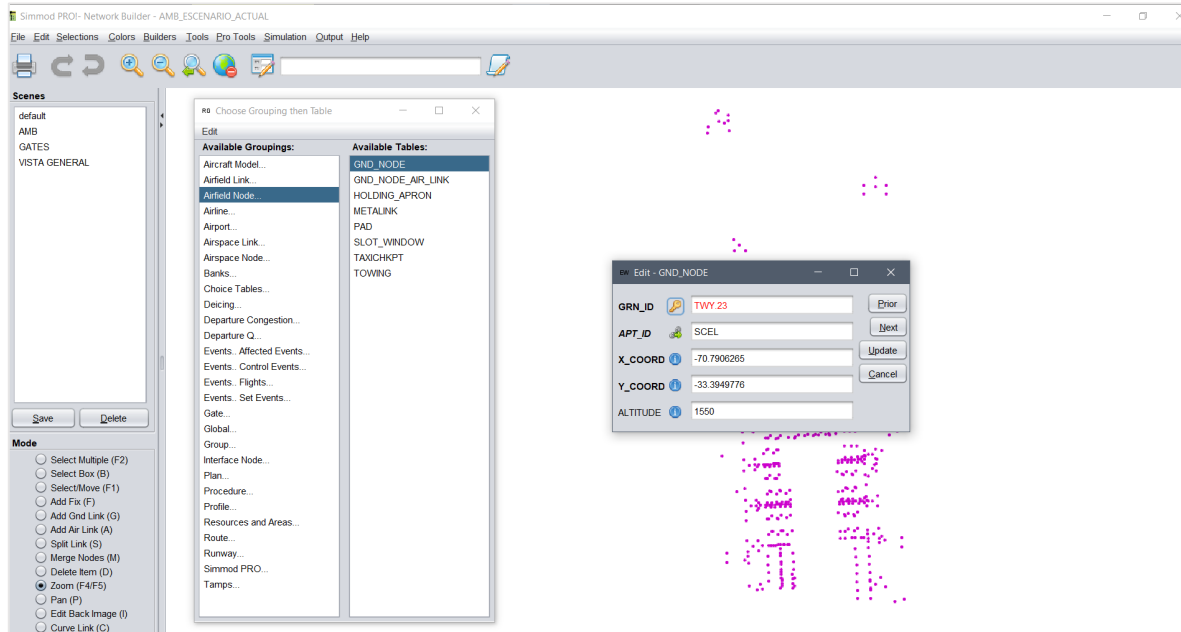 Simmod PRO!- Network Builder - AMB_ESCENARIO_ACTUAL
File Edit Selections Colors Builders Tools Pro Tools Simulation Output Help
Scenes
default
AMB
GATES
VISTA GENERAL
Save Delete
Mode
Select Multiple (F2)
Select Box (B)
Select/Move (F1)
Add Fix (F)
Add Gnd Link (G)
Add Air Link (A)
Split Link (S)
Merge Nodes (M)
Delete Item (D)
Zoom (F4/F5)
Pan (P)
Edit Back Image (I)
Curve Link (C)
Choose Grouping then Table
Edit
Available Groupings:
Aircraft Model...
Airfield Link...
Airfield Node...
Airline...
Airport...
Airspace Link...
Airspace Node...
Banks...
Choice Tables...
Deicing...
Departure Congestion...
Departure Q...
Events.. Affected Events...
Events.. Control Events...
Events.. Flights...
Events.. Set Events...
Gate...
Global...
Group...
Interface Node...
Plan...
Procedure...
Profile...
Resources and Areas...
Route...
Runway...
Simmod PRO...
Tamps...
Available Tables:
GND_NODE
GND_NODE_AIR_LINK
HOLDING_APRON
METALINK
PAD
SLOT_WINDOW
TAXICHKPT
TOWING
Edit - GND_NODE
GRN_ID TWY.23 Prior
APT_ID SCEL Next
X_COORD -70.7906265 Update
Y_COORD -33.3949776 Cancel
ALTITUDE 1550